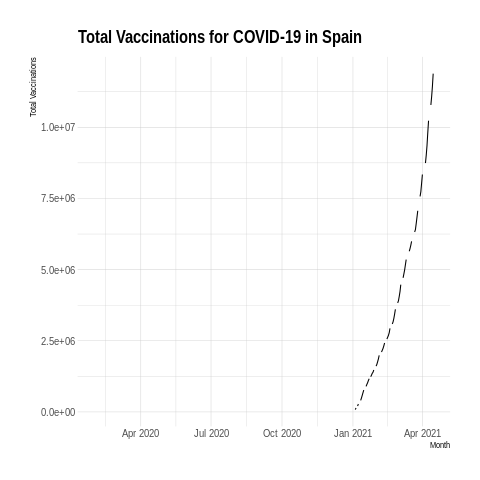 Total Vaccinations for COVID-19 in Spain
Total Vaccinations
1.0e+07
7.5e+06
5.0e+06
2.5e+06
0.0e+00
Apr 2020 Jul 2020 Oct 2020 Jan 2021 Apr 2021
Month